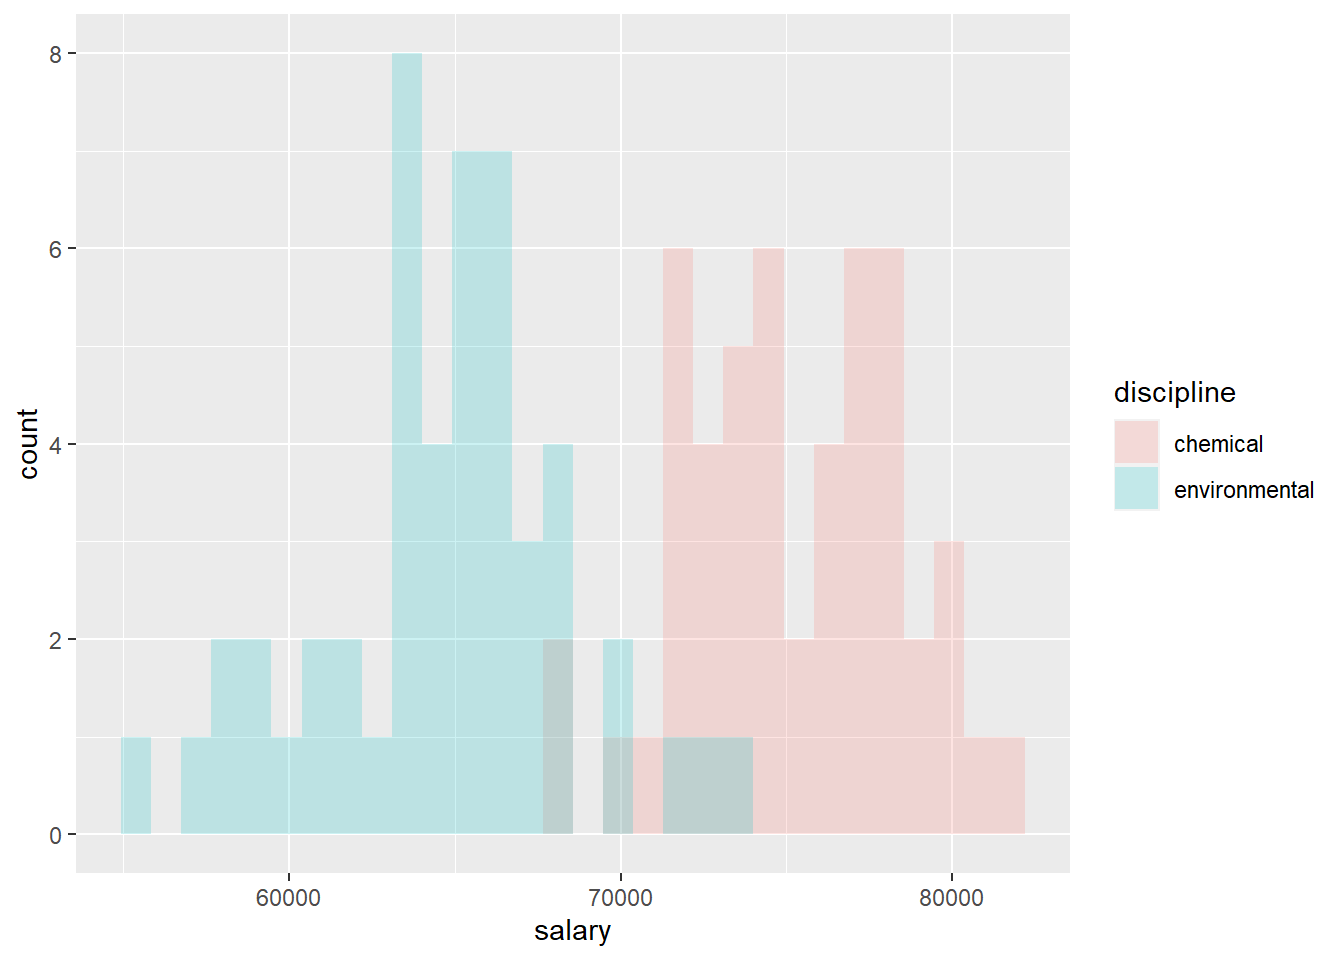 8
6
4
2
0
count
60000
70000
80000
salary
discipline
chemical
environmental